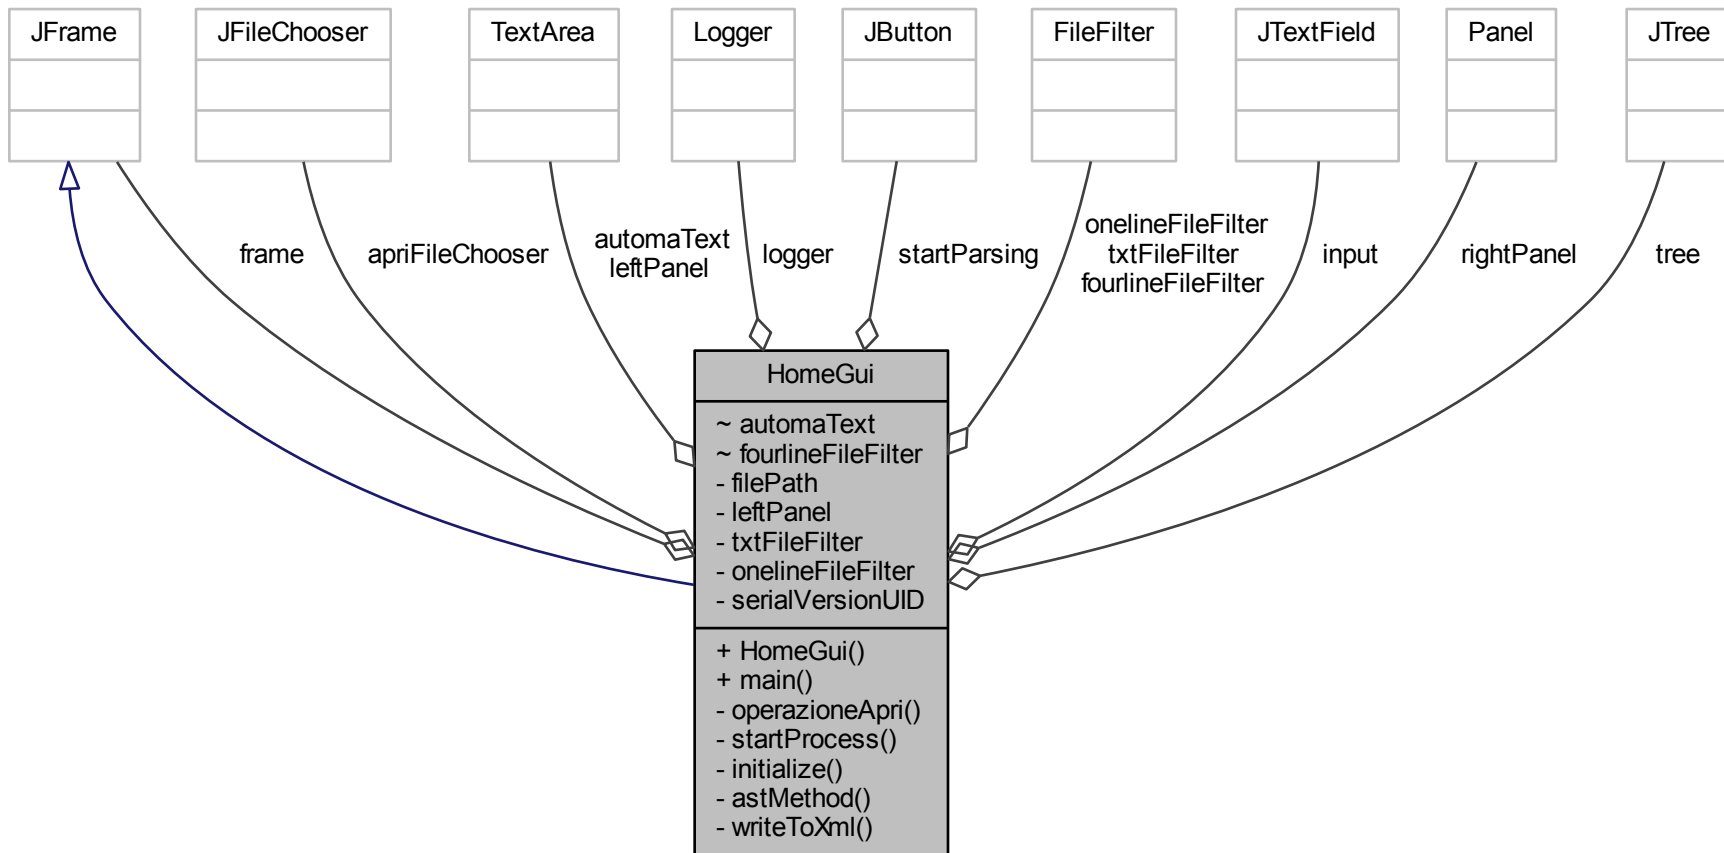 JFrame
JFileChooser
TextArea
Logger
JButton
FileFilter
JTextField
Panel
JTree
frame
apriFileChooser
automaText
leftPanel
logger
startParsing
onelineFileFilter
txtFileFilter
fourlineFileFilter
input
rightPanel
tree
HomeGui
~ automaText
~ fourlineFileFilter
- filePath
- leftPanel
- txtFileFilter
- onelineFileFilter
- serialVersionUID
+ HomeGui()
+ main()
- operazioneApri()
- startProcess()
- initialize()
- astMethod()
- writeToXml()